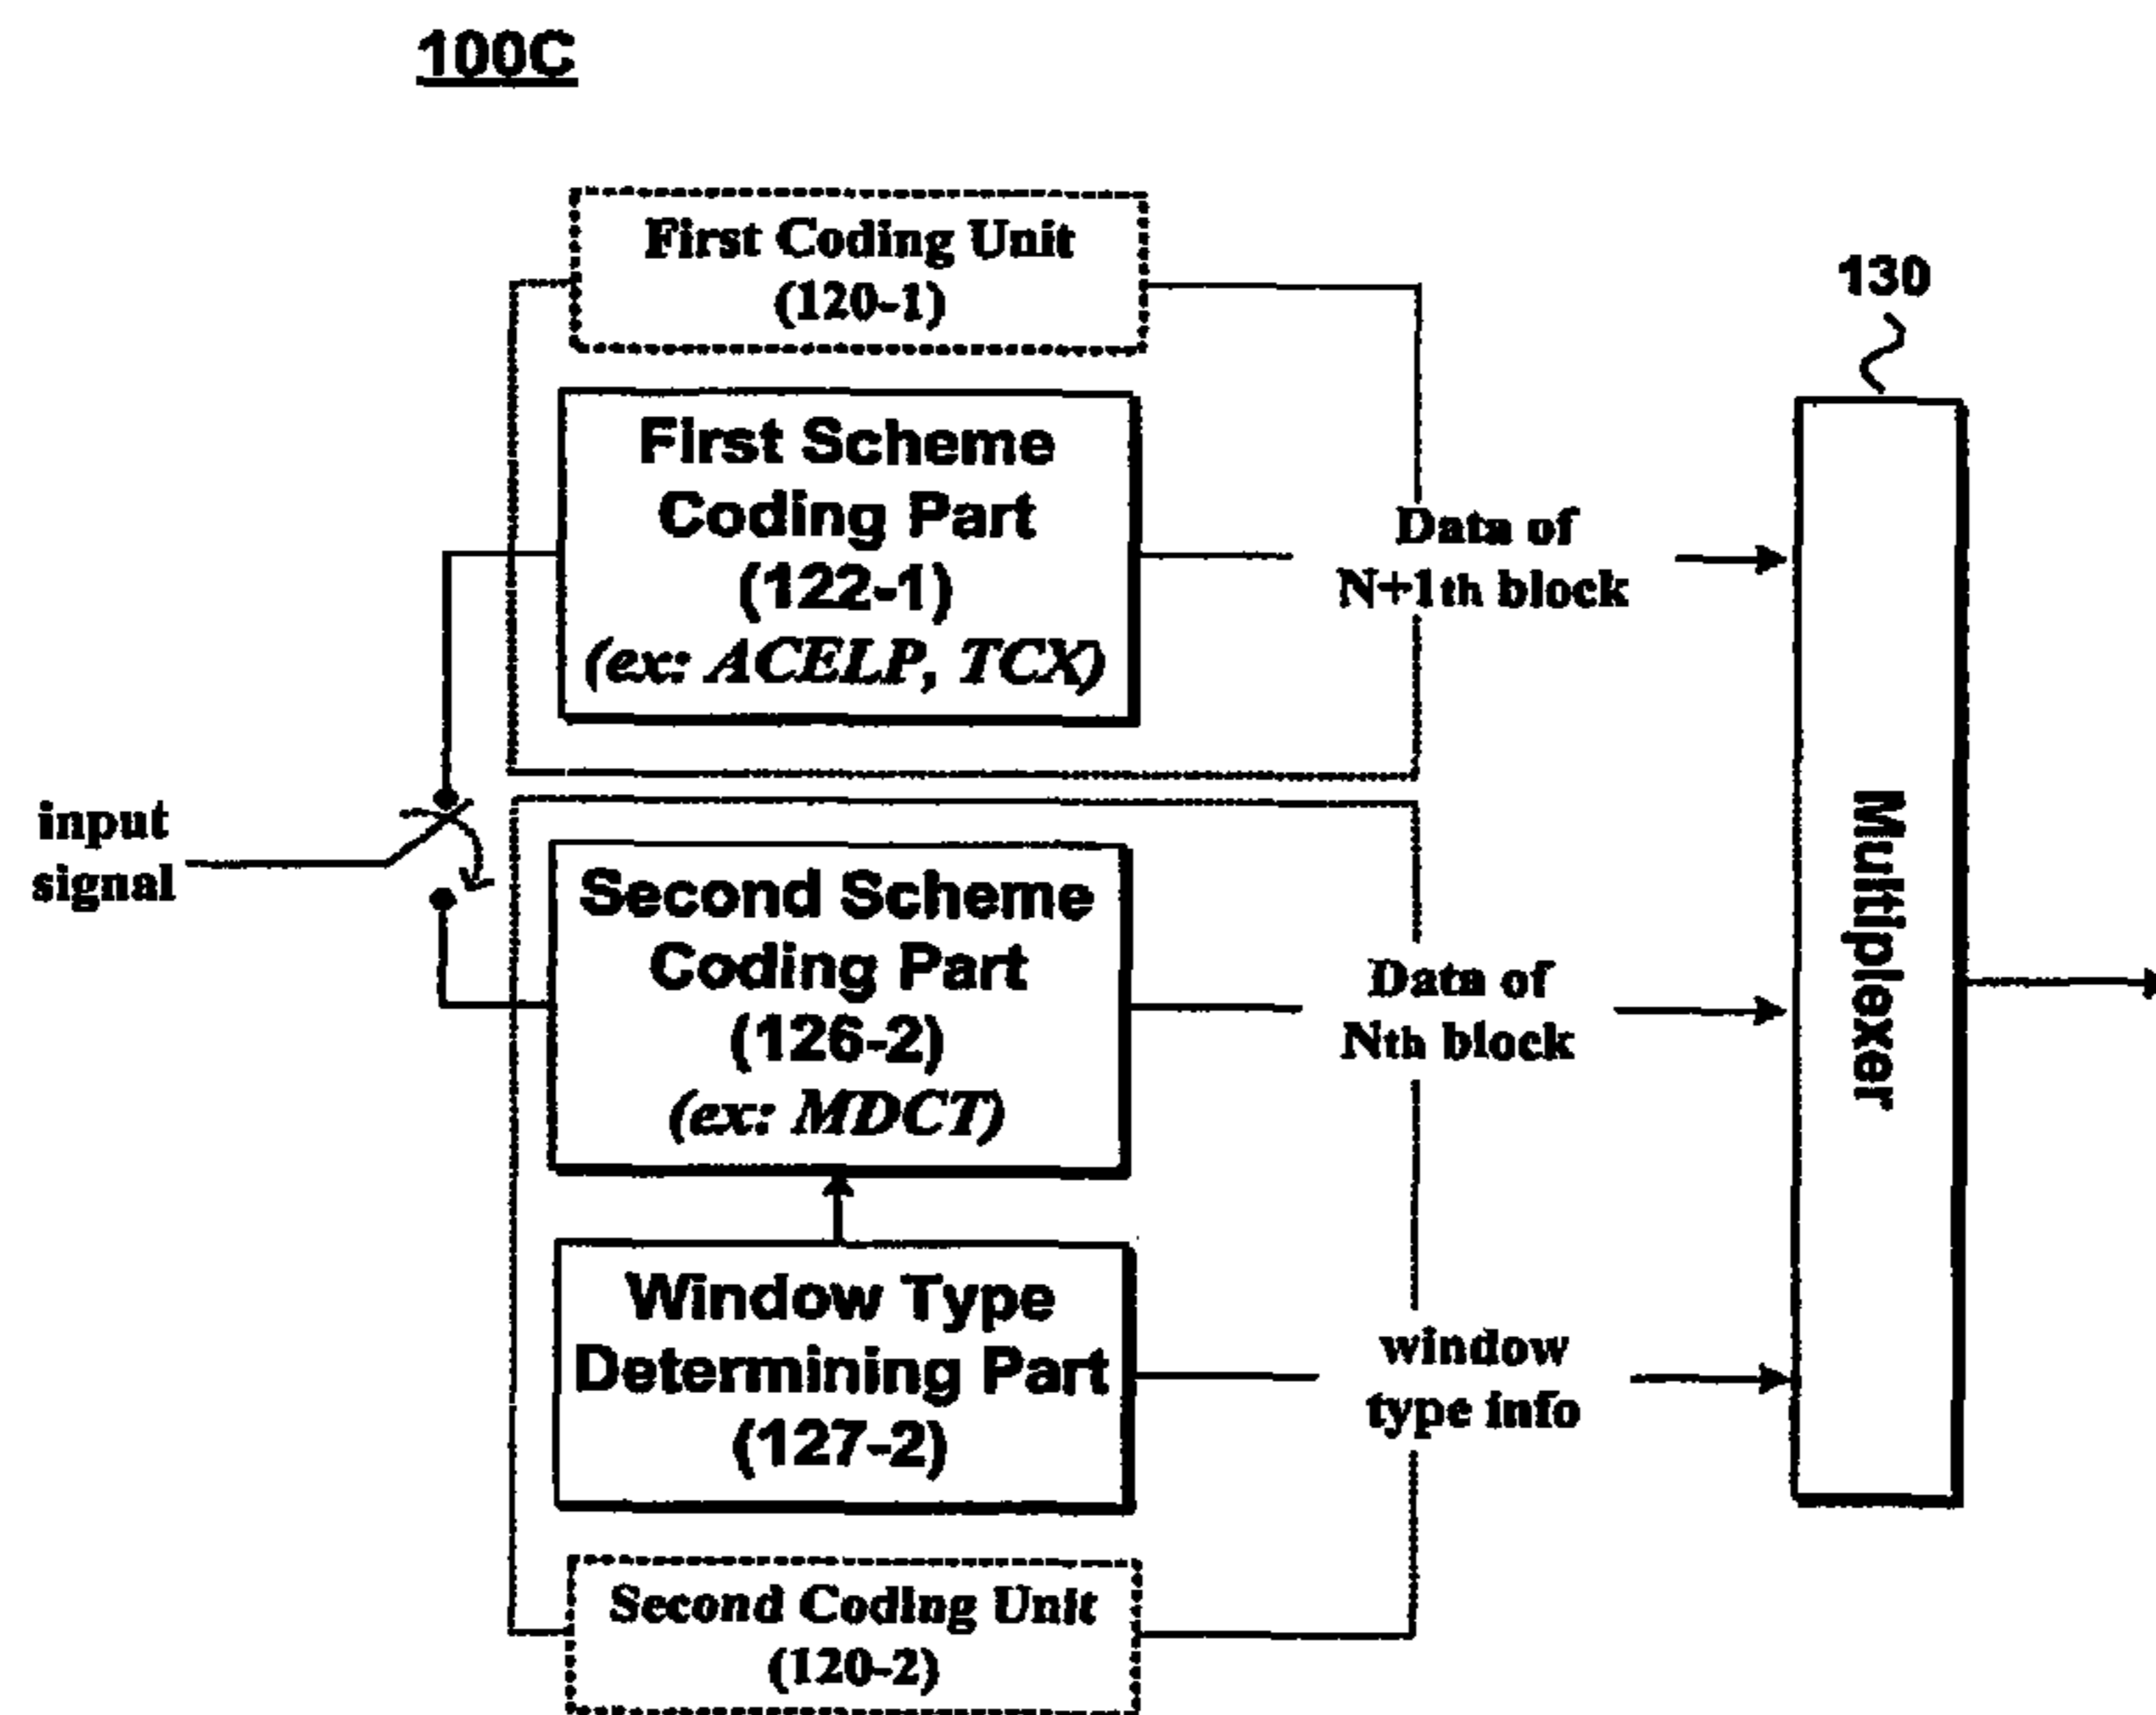 100C
First Coding Unit
(120-1)
130
First Scheme
Coding Part
(122-1)
(ex: ACELP, TCX)
Data of
N+1th block
input
signal
Second Scheme
Coding Part
(126-2)
(ex: MDCT)
Data of
Nth block
Multiplexer
Window Type
Determining Part
(127-2)
window
type info
Second Coding Unit
(120-2)